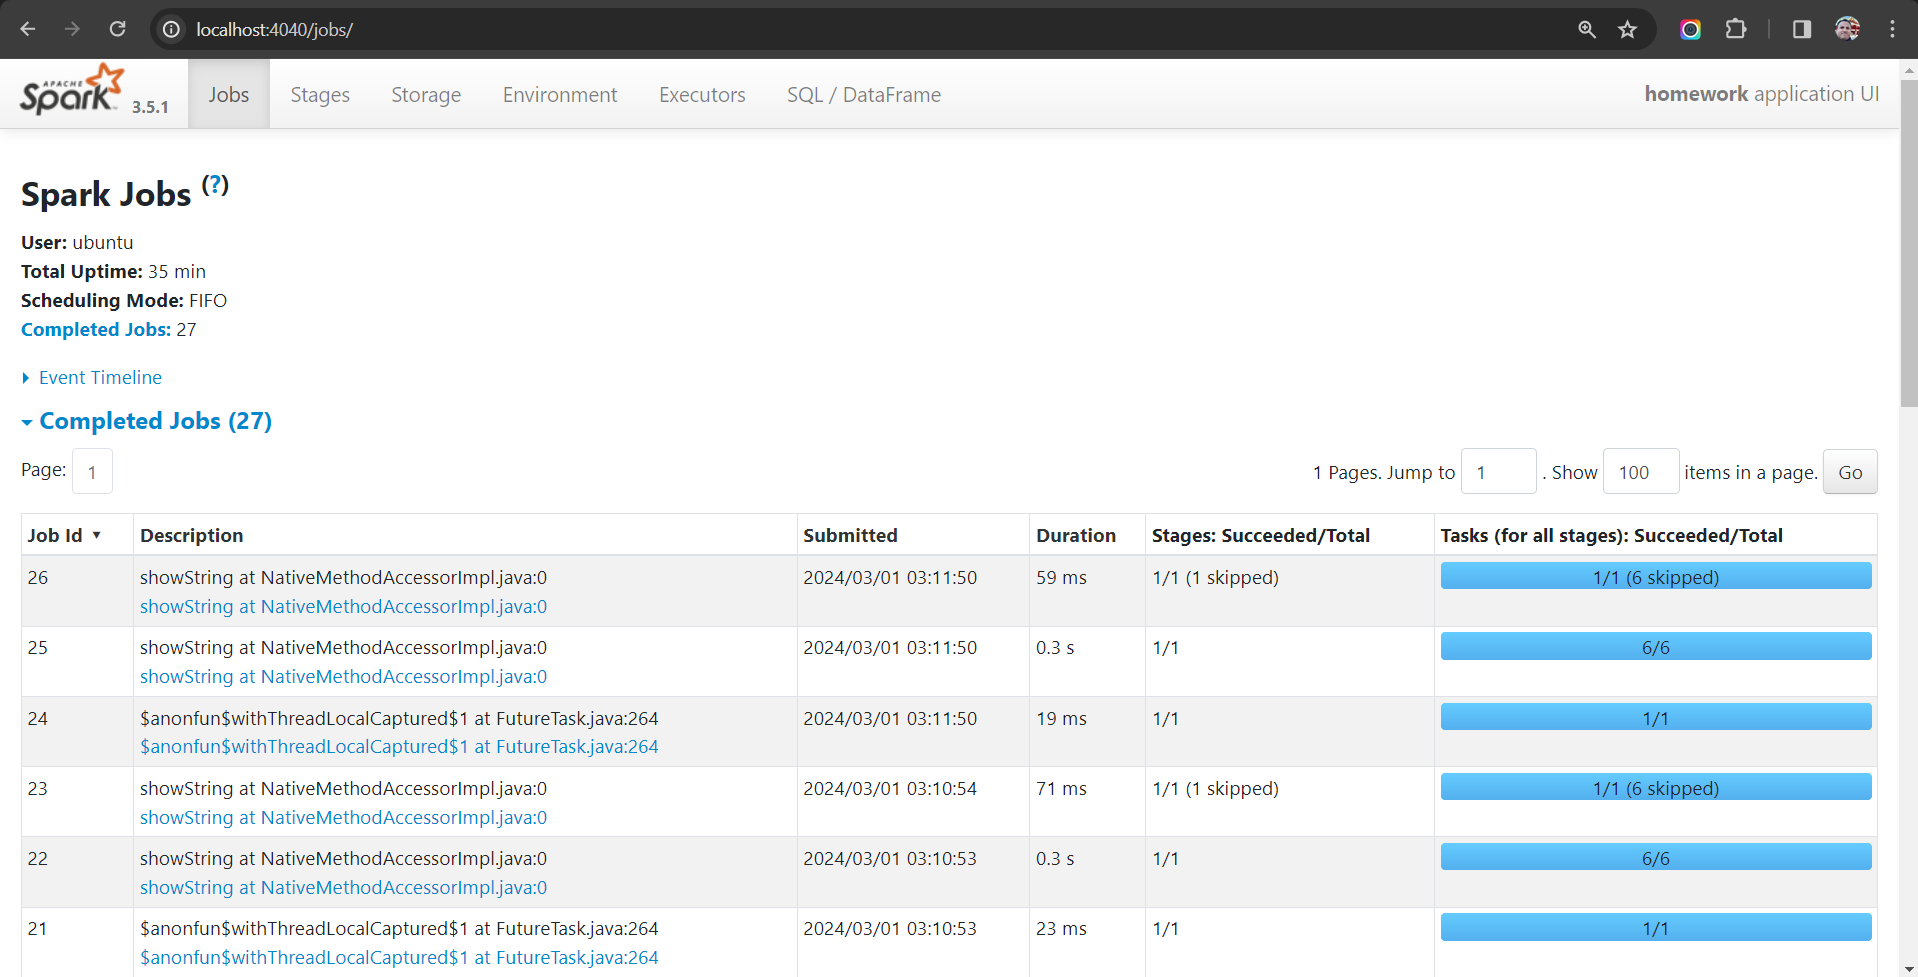 localhost:4040/jobs/
APACHE
Spark 3.5.1 Jobs Stages Storage Environment Executors SQL / DataFrame homework application UI
Spark Jobs (?)
User: ubuntu
Total Uptime: 35 min
Scheduling Mode: FIFO
Completed Jobs: 27
Event Timeline
Completed Jobs (27)
Page: 1 1 Pages. Jump to 1 . Show 100 items in a page. Go
Job Id ▼ Description Submitted Duration Stages: Succeeded/Total Tasks (for all stages): Succeeded/Total
26 showString at NativeMethodAccessorImpl.java:0 2024/03/01 03:11:50 59 ms 1/1 (1 skipped) 1/1 (6 skipped)
showString at NativeMethodAccessorImpl.java:0
25 showString at NativeMethodAccessorImpl.java:0 2024/03/01 03:11:50 0.3 s 1/1 6/6
showString at NativeMethodAccessorImpl.java:0
24 $anonfun$withThreadLocalCaptured$1 at FutureTask.java:264 2024/03/01 03:11:50 19 ms 1/1 1/1
$anonfun$withThreadLocalCaptured$1 at FutureTask.java:264
23 showString at NativeMethodAccessorImpl.java:0 2024/03/01 03:10:54 71 ms 1/1 (1 skipped) 1/1 (6 skipped)
showString at NativeMethodAccessorImpl.java:0
22 showString at NativeMethodAccessorImpl.java:0 2024/03/01 03:10:53 0.3 s 1/1 6/6
showString at NativeMethodAccessorImpl.java:0
21 $anonfun$withThreadLocalCaptured$1 at FutureTask.java:264 2024/03/01 03:10:53 23 ms 1/1 1/1
$anonfun$withThreadLocalCaptured$1 at FutureTask.java:264